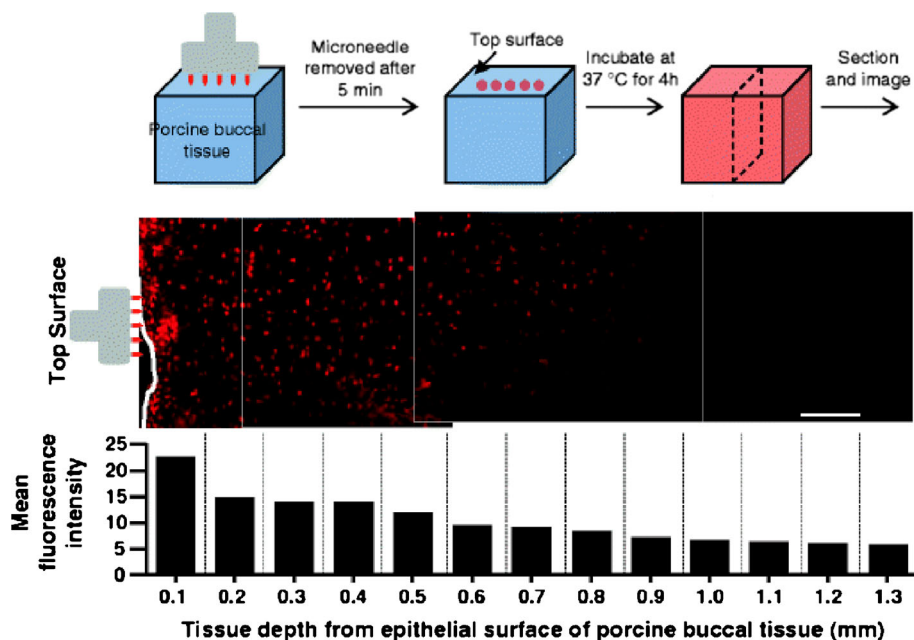 Microneedle
removed after
5 min
Top surface
Incubate at
37 °C for 4h
Section
and image
Porcine buccal
tissue
Top Surface
Mean
fluorescence
intensity
25
20
15
10
5
0
0.1 0.2 0.3 0.4 0.5 0.6 0.7 0.8 0.9 1.0 1.1 1.2 1.3
Tissue depth from epithelial surface of porcine buccal tissue (mm)